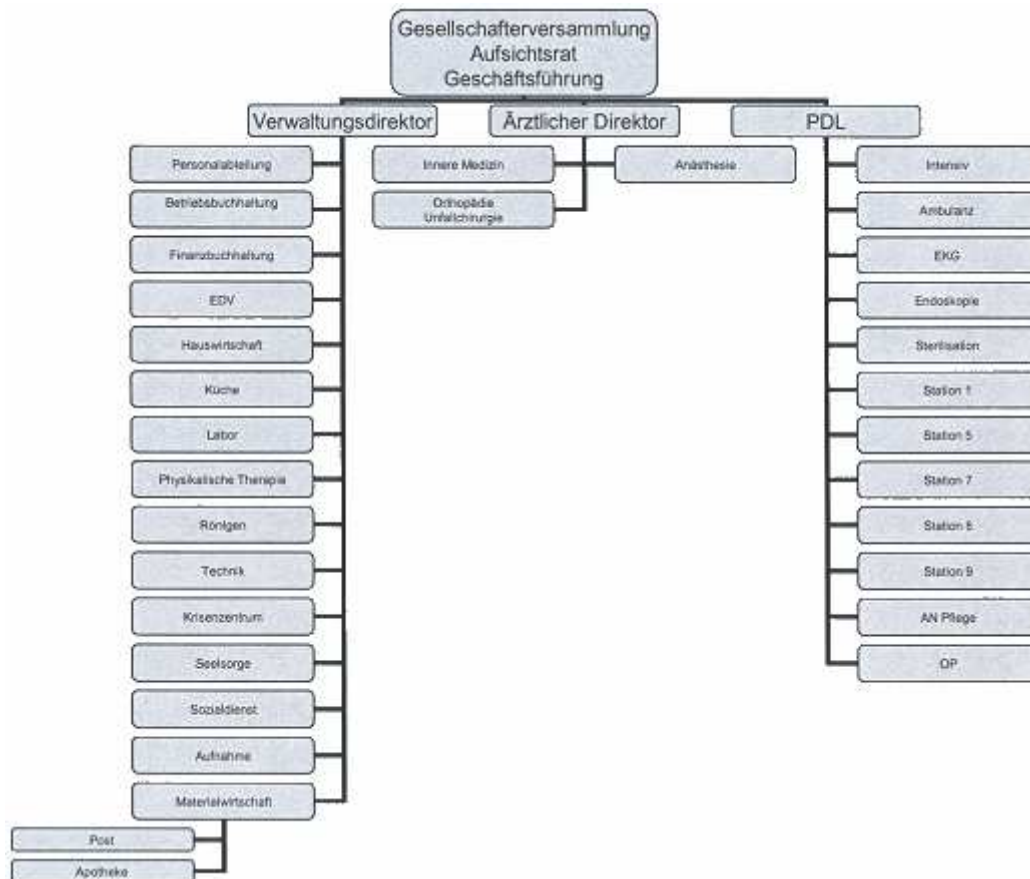 Gesellschafterversammlung
Aufsichtsrat
Geschäftsführung
Verwaltungsdirektor
Ärztlicher Direktor
PDL
Personalabteilung
Betriebsbuchhaltung
Finanzbuchhaltung
EDV
Hauswirtschaft
Küche
Labor
Physikalische Therapie
Röntgen
Technik
Krisenzentrum
Seelsorge
Sozialdienst
Aufnahme
Materialwirtschaft
Post
Apotheke
Innere Medizin
Orthopädie
Unfallchirurgie
Anästhesie
Intensiv
Ambulanz
EKG
Endoskopie
Sterilisation
Station 1
Station 5
Station 7
Station 8
Station 9
AN Pflege
OP